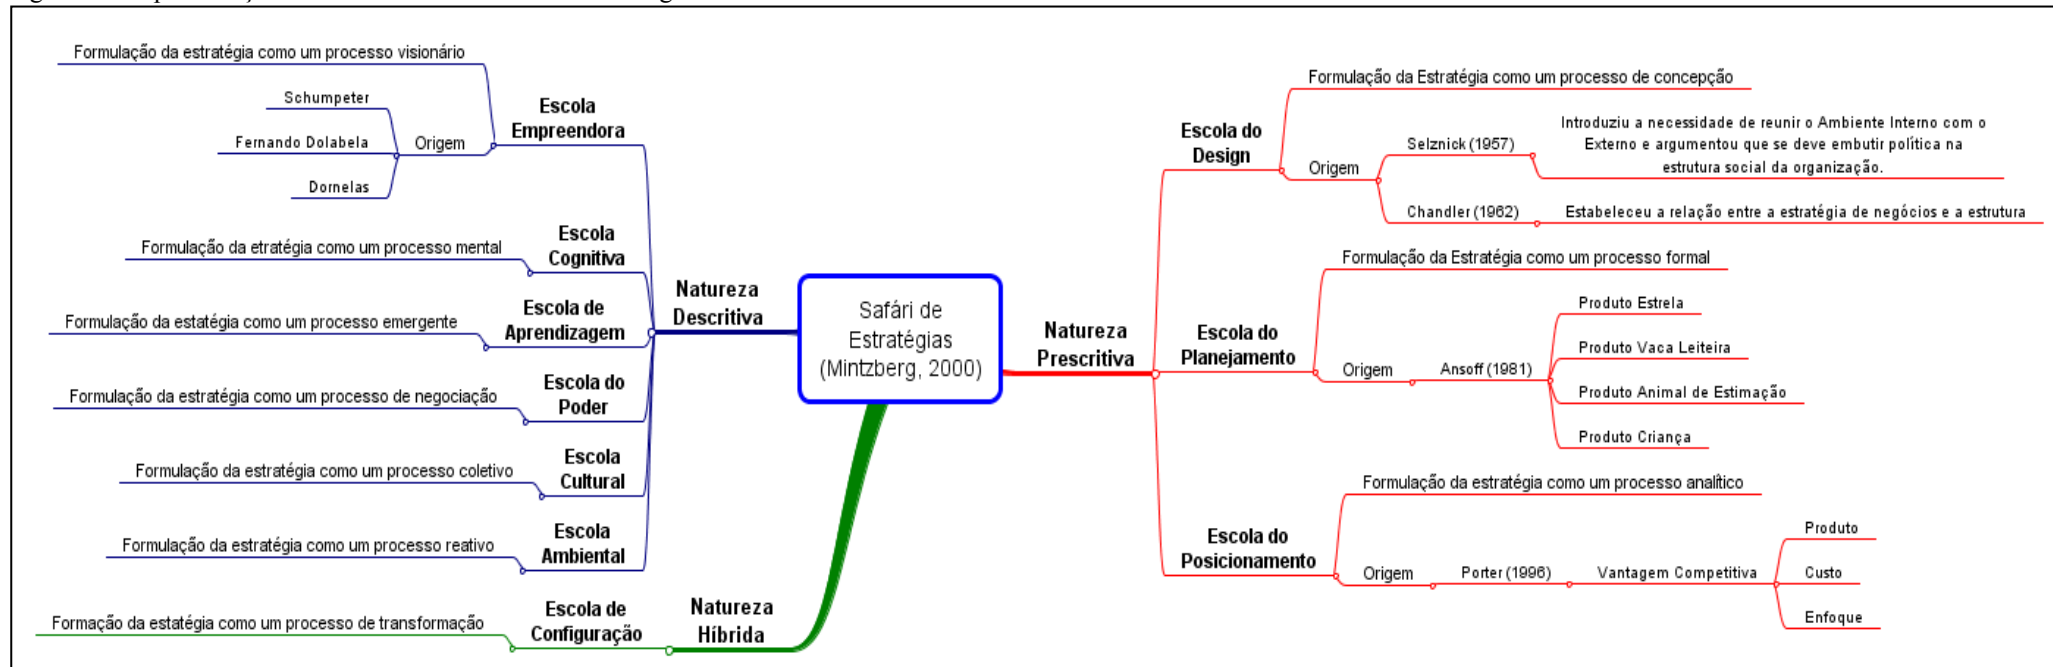 Formulação da estratégia como um processo visionário
Schumpeter
Fernando Dolabela
Dornelas
Origem
Escola
Empreendora
Formulação da etratégia como um processo mental
Escola
Cognitiva
Formulação da estatégia como um processo emergente
Escola de
Aprendizagem
Formulação da estratégia como um processo de negociação
Escola do
Poder
Formulação da estratégia como um processo coletivo
Escola
Cultural
Formulação da estratégia como um processo reativo
Escola
Ambiental
Natureza
Descritiva
Formação da estatégia como um processo de transformação
Escola de
Configuração
Natureza
Híbrida
Safári de
Estratégias
(Mintzberg, 2000)
Natureza
Prescritiva
Escola do
Design
Formulação da Estratégia como um processo de concepção
Origem
Selznick (1957)
Introduziu a necessidade de reunir o Ambiente Interno com o
Externo e argumentou que se deve embutir política na
estrutura social da organização.
Chandler (1962)
Estabeleceu a relação entre a estratégia de negócios e a estrutura
Escola do
Planejamento
Formulação da Estratégia como um processo formal
Origem
Ansoff (1981)
Produto Estrela
Produto Vaca Leiteira
Produto Animal de Estimação
Produto Criança
Escola do
Posicionamento
Formulação da estratégia como um processo analítico
Origem
Porter (1996)
Vantagem Competitiva
Produto
Custo
Enfoque